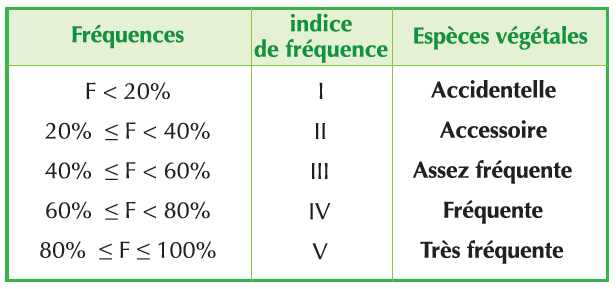 Fréquences indice de fréquence Espèces végétales
F < 20% I Accidentelle
20% ≤ F < 40% II Accessoire
40% ≤ F < 60% III Assez fréquente
60% ≤ F < 80% IV Fréquente
80% ≤ F ≤ 100% V Très fréquente